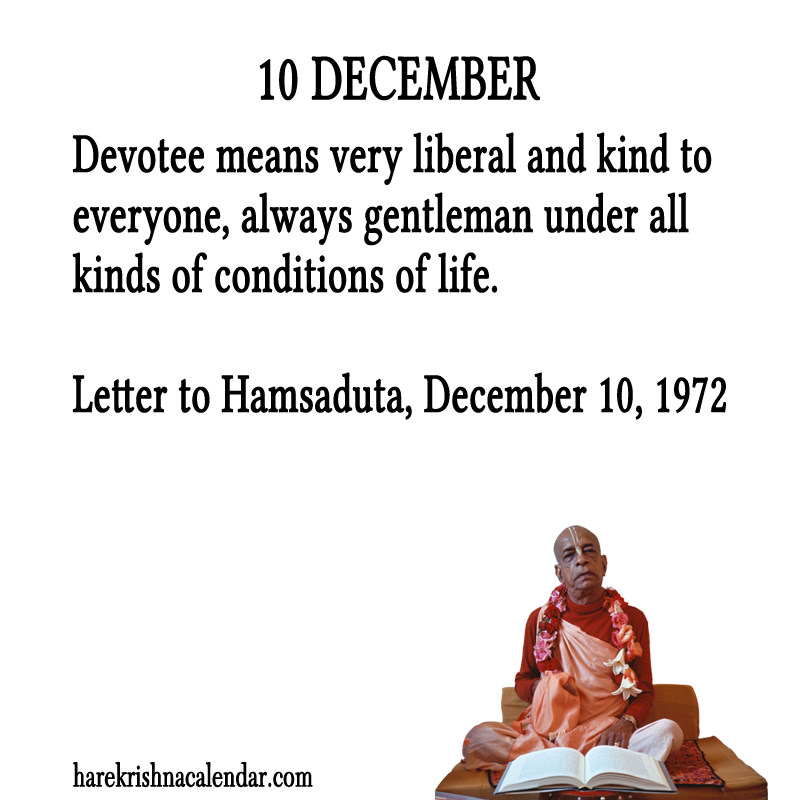 10 DECEMBER
Devotee means very liberal and kind to
everyone, always gentleman under all
kinds of conditions of life.
Letter to Hamsaduta, December 10, 1972
harekrishnacalendar.com